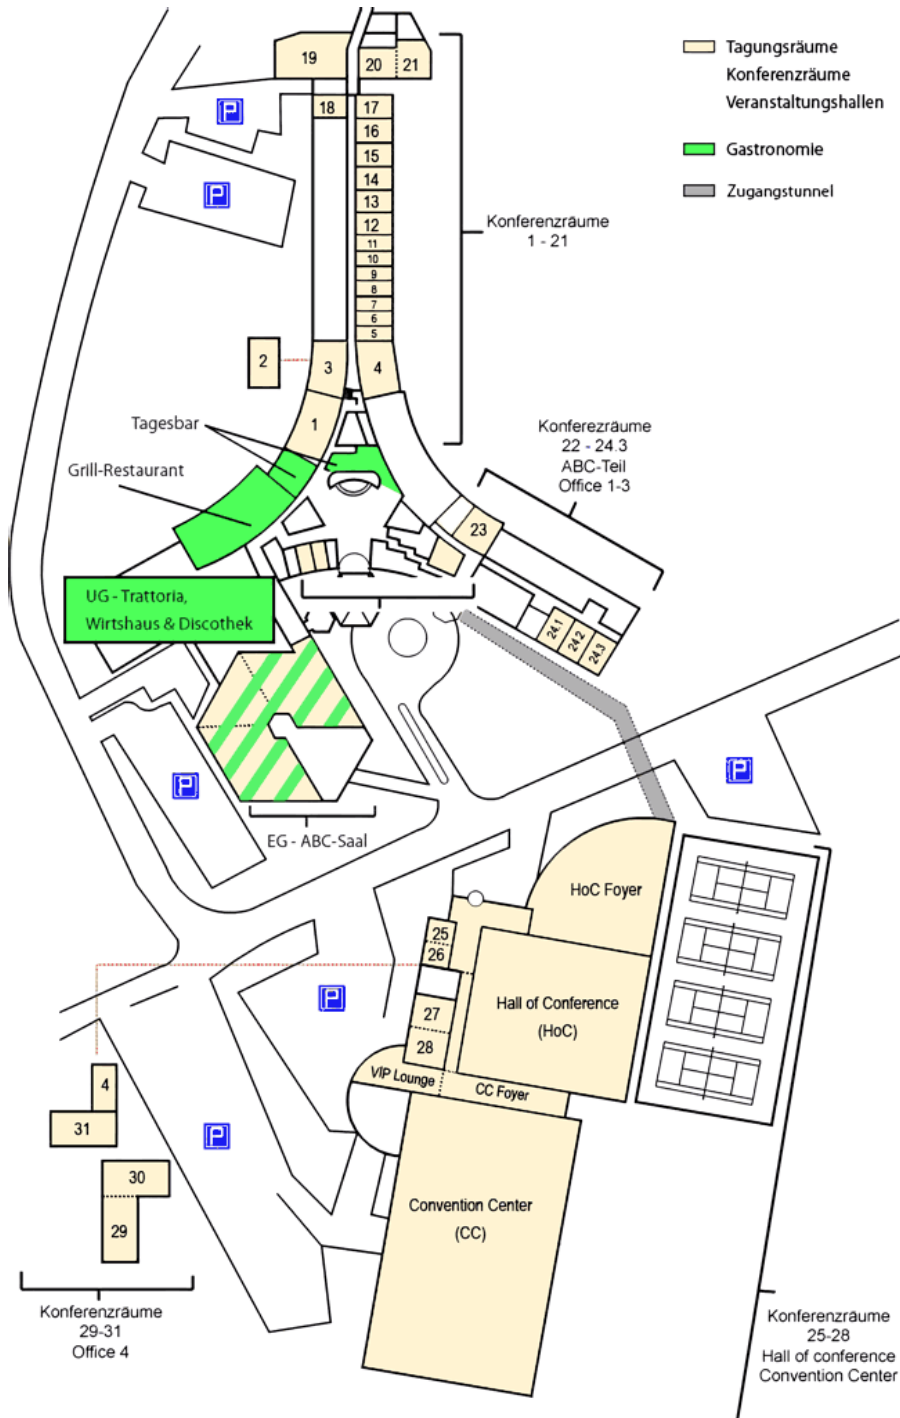 19
20
21
Tagungsräume
Konferenzräume
Veranstaltungshallen
Gastronomie
Zugangstunnel
P
18
17
16
15
14
13
12
11
10
9
8
7
6
5
P
Konferenzräume
1 - 21
2
3
4
1
Tagesbar
Grill-Restaurant
Konferezräume
22 - 24.3
ABC-Teil
Office 1-3
23
UG - Trattoria,
Wirtshaus & Discothek
24.1
24.2
24.3
P
P
EG - ABC-Saal
HoC Foyer
25
26
Hall of Conference
(HoC)
27
28
P
VIP Lounge
CC Foyer
4
31
30
29
P
Convention Center
(CC)
Konferenzräume
29-31
Office 4
Konferenzräume
25-28
Hall of conference
Convention Center